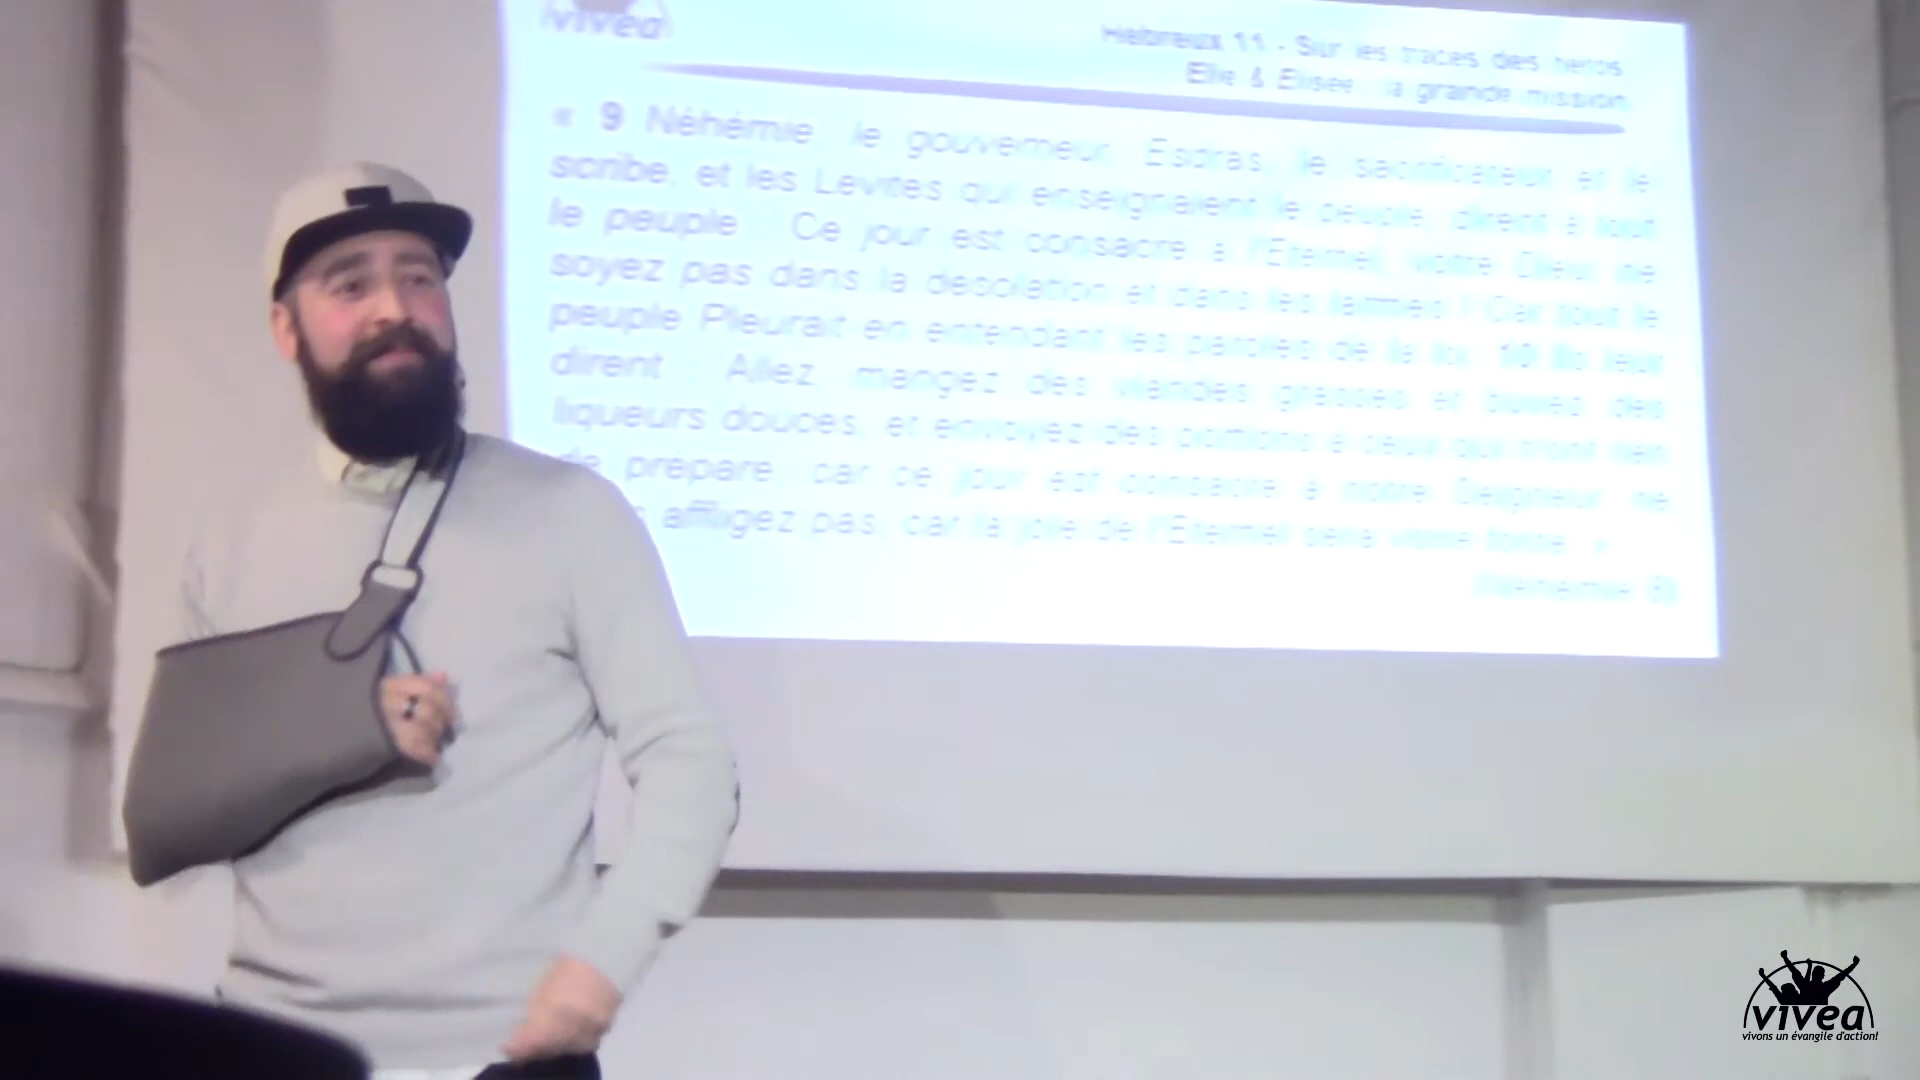 vivea
Hébreux 11 - Sur les traces des héros
Elie & Elisée : la grande mission
« 9 Néhémie, le gouverneur, Esdras, le sacrificateur et le
scribe, et les Lévites qui enseignaient le peuple, dirent à tout
le peuple : Ce jour est consacré à l'Eternel, votre Dieu; ne
soyez pas dans la désolation et dans les larmes ! Car tout le
peuple Pleurait en entendant les paroles de la loi. 10 Ils leur
dirent : Allez, mangez des viandes grasses et buvez des
liqueurs douces, et envoyez des portions à ceux qui n'ont rien
de préparé, car ce jour est consacré à notre Seigneur; ne
affligez pas, car la joie de l'Eternel sera votre force. »
Néhémie 8
vivea
vivons un évangile d'action!